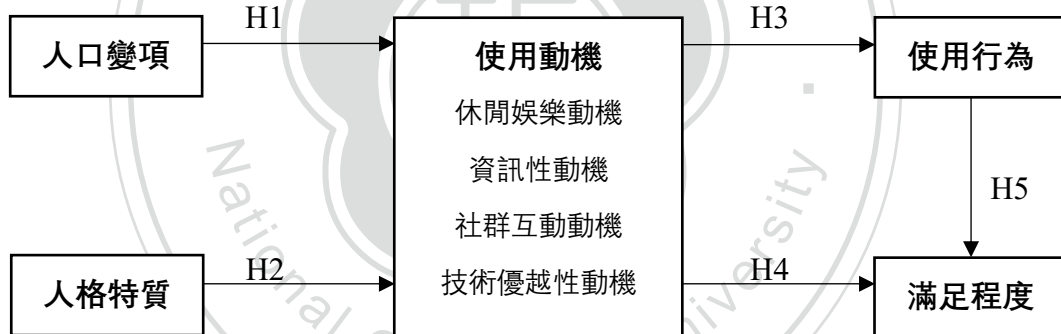 H1
H3
人口變項
使用動機
使用行為
休閒娛樂動機
資訊性動機
社群互動動機
技術優越性動機
H5
H2
H4
人格特質
滿足程度
National
University